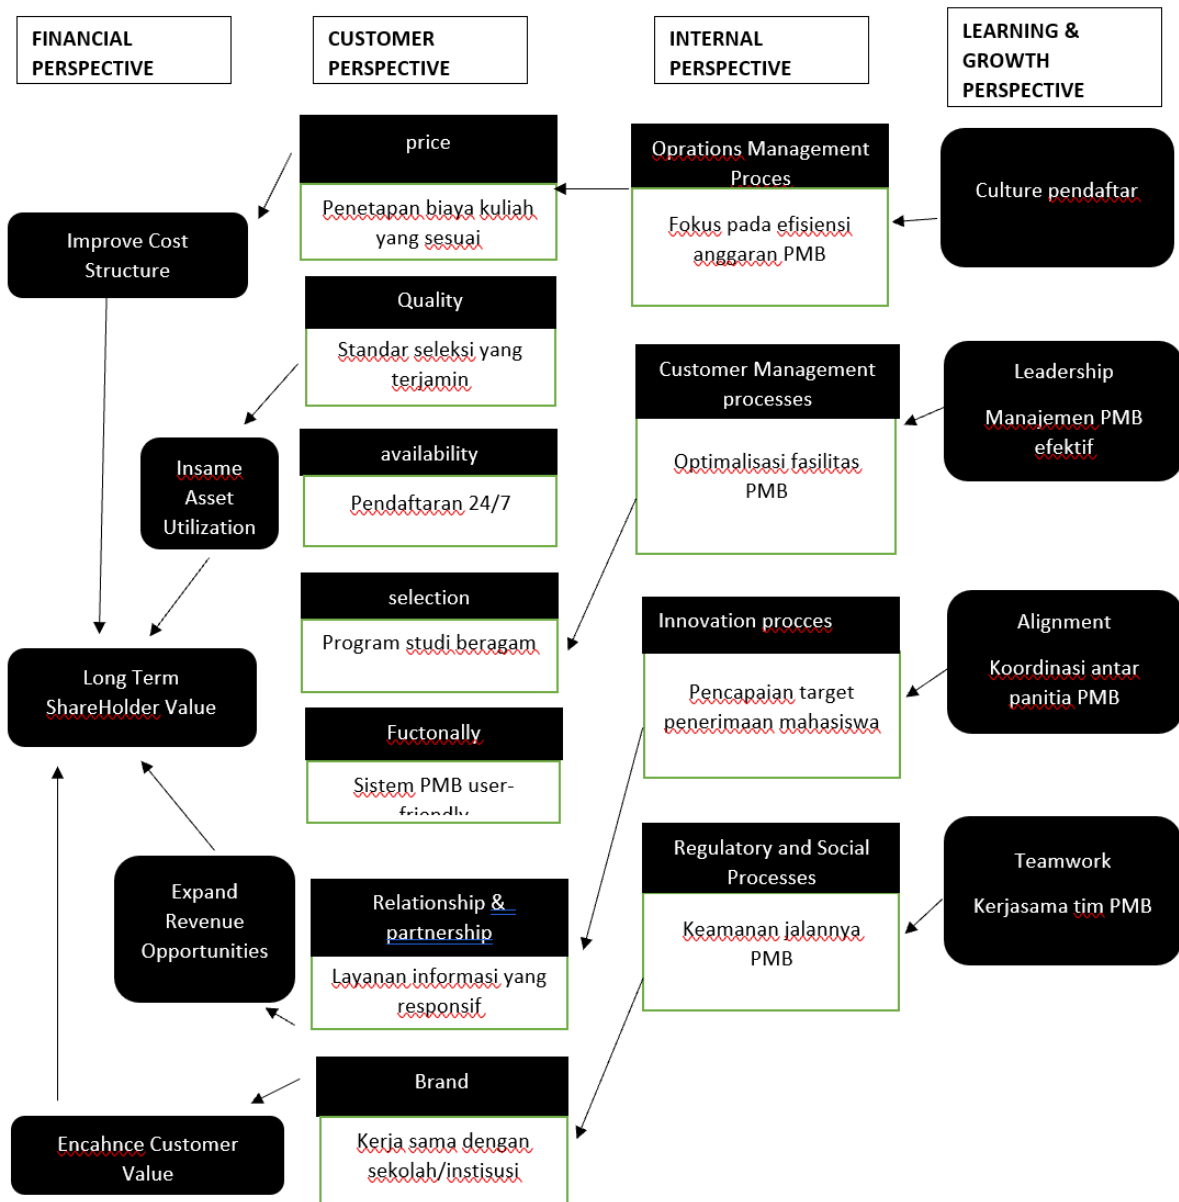 FINANCIAL
PERSPECTIVE
CUSTOMER
PERSPECTIVE
INTERNAL
PERSPECTIVE
LEARNING &
GROWTH
PERSPECTIVE
Improve Cost
Structure
Insame
Asset
Utilization
Long Term
ShareHolder Value
Expand
Revenue
Opportunities
Encahnce Customer
Value
price
Penetapan biaya kuliah
yang sesuai
Quality
Standar seleksi yang
terjamin
availability
Pendaftaran 24/7
selection
Program studi beragam
Fuctonally
Sistem PMB user-
friendly
Relationship &
partnership
Layanan informasi yang
responsif
Brand
Kerja sama dengan
sekolah/instisusi
Oprations Management
Proces
Fokus pada efisiensi
anggaran PMB
Customer Management
processes
Optimalisasi fasilitas
PMB
Innovation procces
Pencapaian target
penerimaan mahasiswa
Regulatory and Social
Processes
Keamanan jalannya
PMB
Culture pendaftar
Leadership
Manajemen PMB
efektif
Alignment
Koordinasi antar
panitia PMB
Teamwork
Kerjasama tim PMB